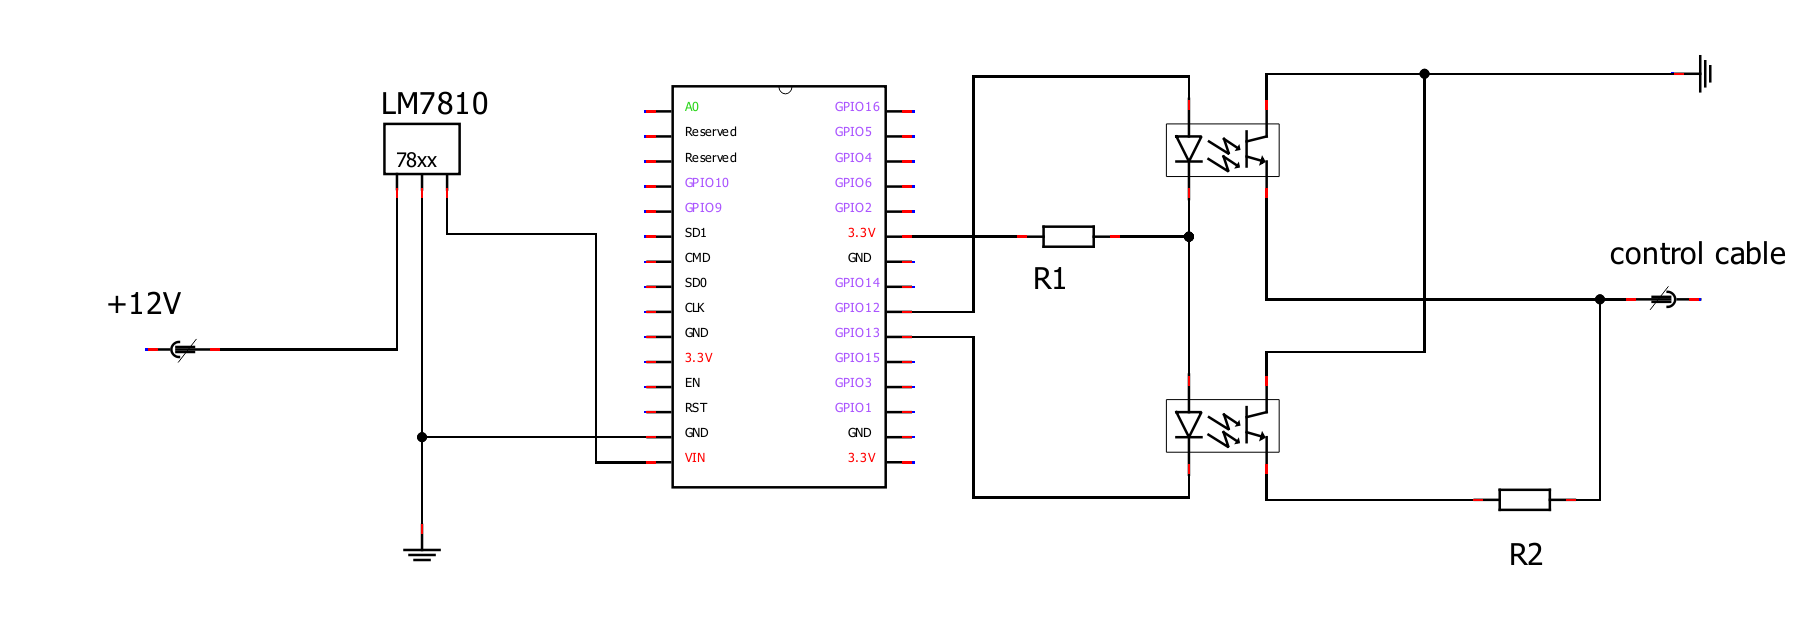 LM7810
78xx
+12V
A0
Reserved
Reserved
GPIO10
GPIO9
SD1
CMD
SD0
CLK
GND
3.3V
EN
RST
GND
VIN
GPIO16
GPIO5
GPIO4
GPIO6
GPIO2
3.3V
GND
GPIO14
GPIO12
GPIO13
GPIO15
GPIO3
GPIO1
GND
3.3V
R1
control cable
R2